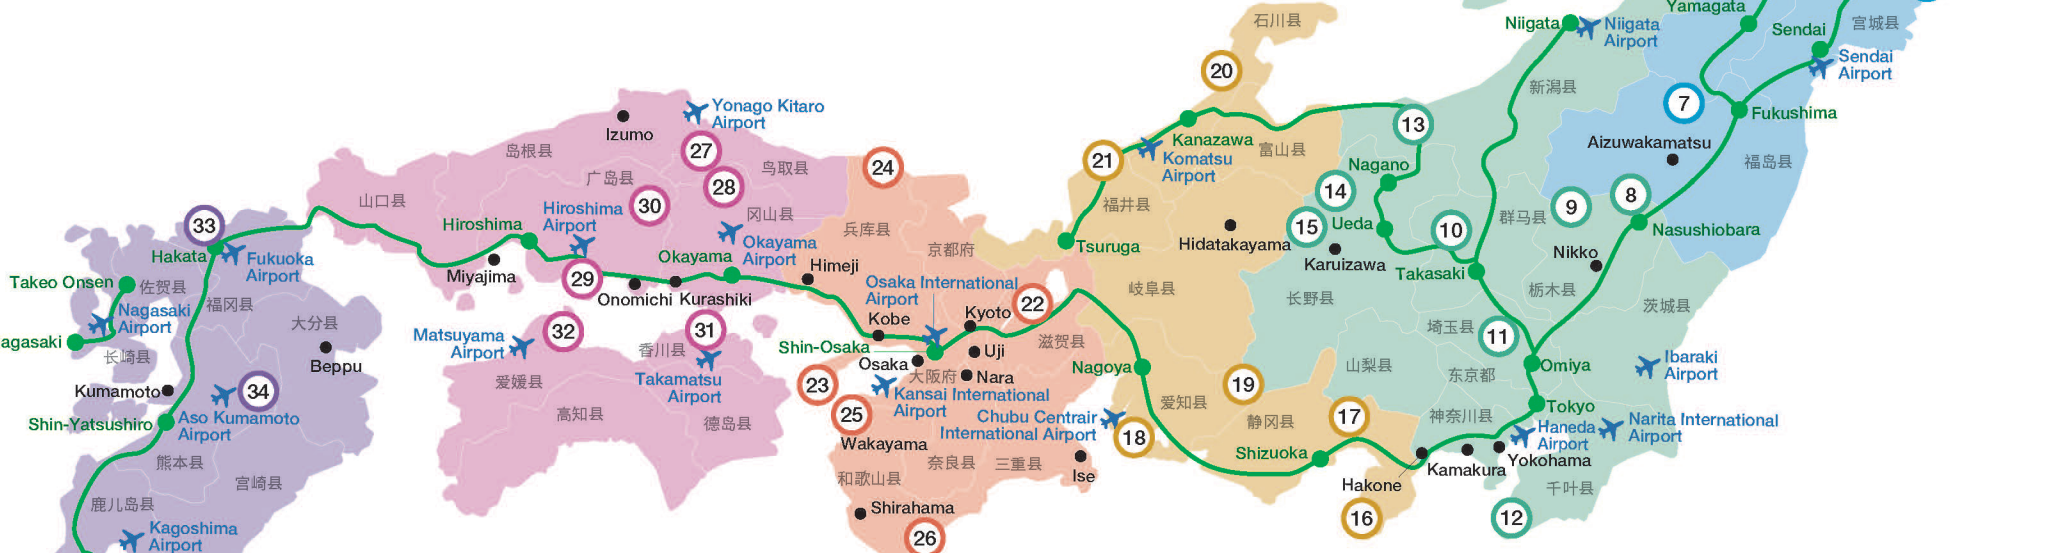 石川县
20
Niigata
Niigata
Airport
Yamagata
Sendai
宫城县
Sendai
Airport
新潟县
7
Fukushima
Aizuwakamatsu
福岛县
Yonago Kitaro
Airport
Izumo
27
岛根县
鸟取县
24
广岛县
28
山口县
30
冈山县
Hiroshima
Hiroshima
Airport
Okayama
Airport
Okayama
兵库县
京都府
Himeji
Miyajima
29
Onomichi
Kurashiki
Kanazawa
Komatsu
Airport
富山县
21
13
Nagano
14
15
Ueda
10
群马县
9
8
Nasushiobara
福井县
Tsuruga
Hidatakayama
Karuizawa
Takasaki
Nikko
栃木县
茨城县
33
Hakata
Fukuoka
Airport
Takeo Onsen
佐贺县
福冈县
Nagasaki
Airport
agasaki
大分县
长崎县
Beppu
Kumamoto
34
Aso Kumamoto
Airport
Shin-Yatsushiro
熊本县
宫崎县
鹿儿岛县
Kagoshima
Airport
Matsuyama
Airport
32
31
香川县
爱媛县
Takamatsu
Airport
高知县
德岛县
Osaka International
Airport
22
Kobe
Kyoto
Shin-Osaka
Uji
滋贺县
Osaka
大阪府
Nara
23
Kansai International
Airport
25
Wakayama
Chubu Centrair
International Airport
18
奈良县
三重县
和歌山县
Ise
Shirahama
26
岐阜县
长野县
Nagoya
爱知县
19
静冈县
17
Shizuoka
埼玉县
11
山梨县
Omiya
东京都
Ibaraki
Airport
Tokyo
神奈川县
Haneda
Airport
Narita International
Airport
Hakone
Kamakura
Yokohama
16
12
千叶县